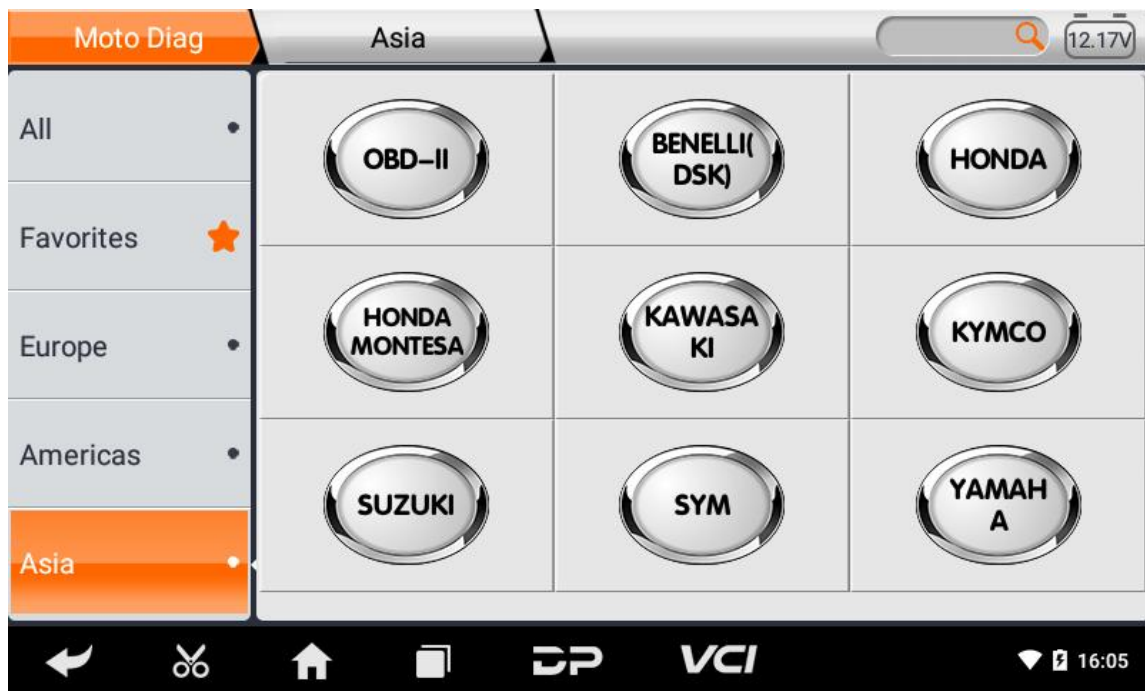 Moto Diag
Asia
12.17V
All
Favorites
Europe
Americas
Asia
OBD-II
BENELLI(
DSK)
HONDA
HONDA
MONTESA
KAWASA
KI
KYMCO
SUZUKI
SYM
YAMAH
A
DP
VCI
16:05